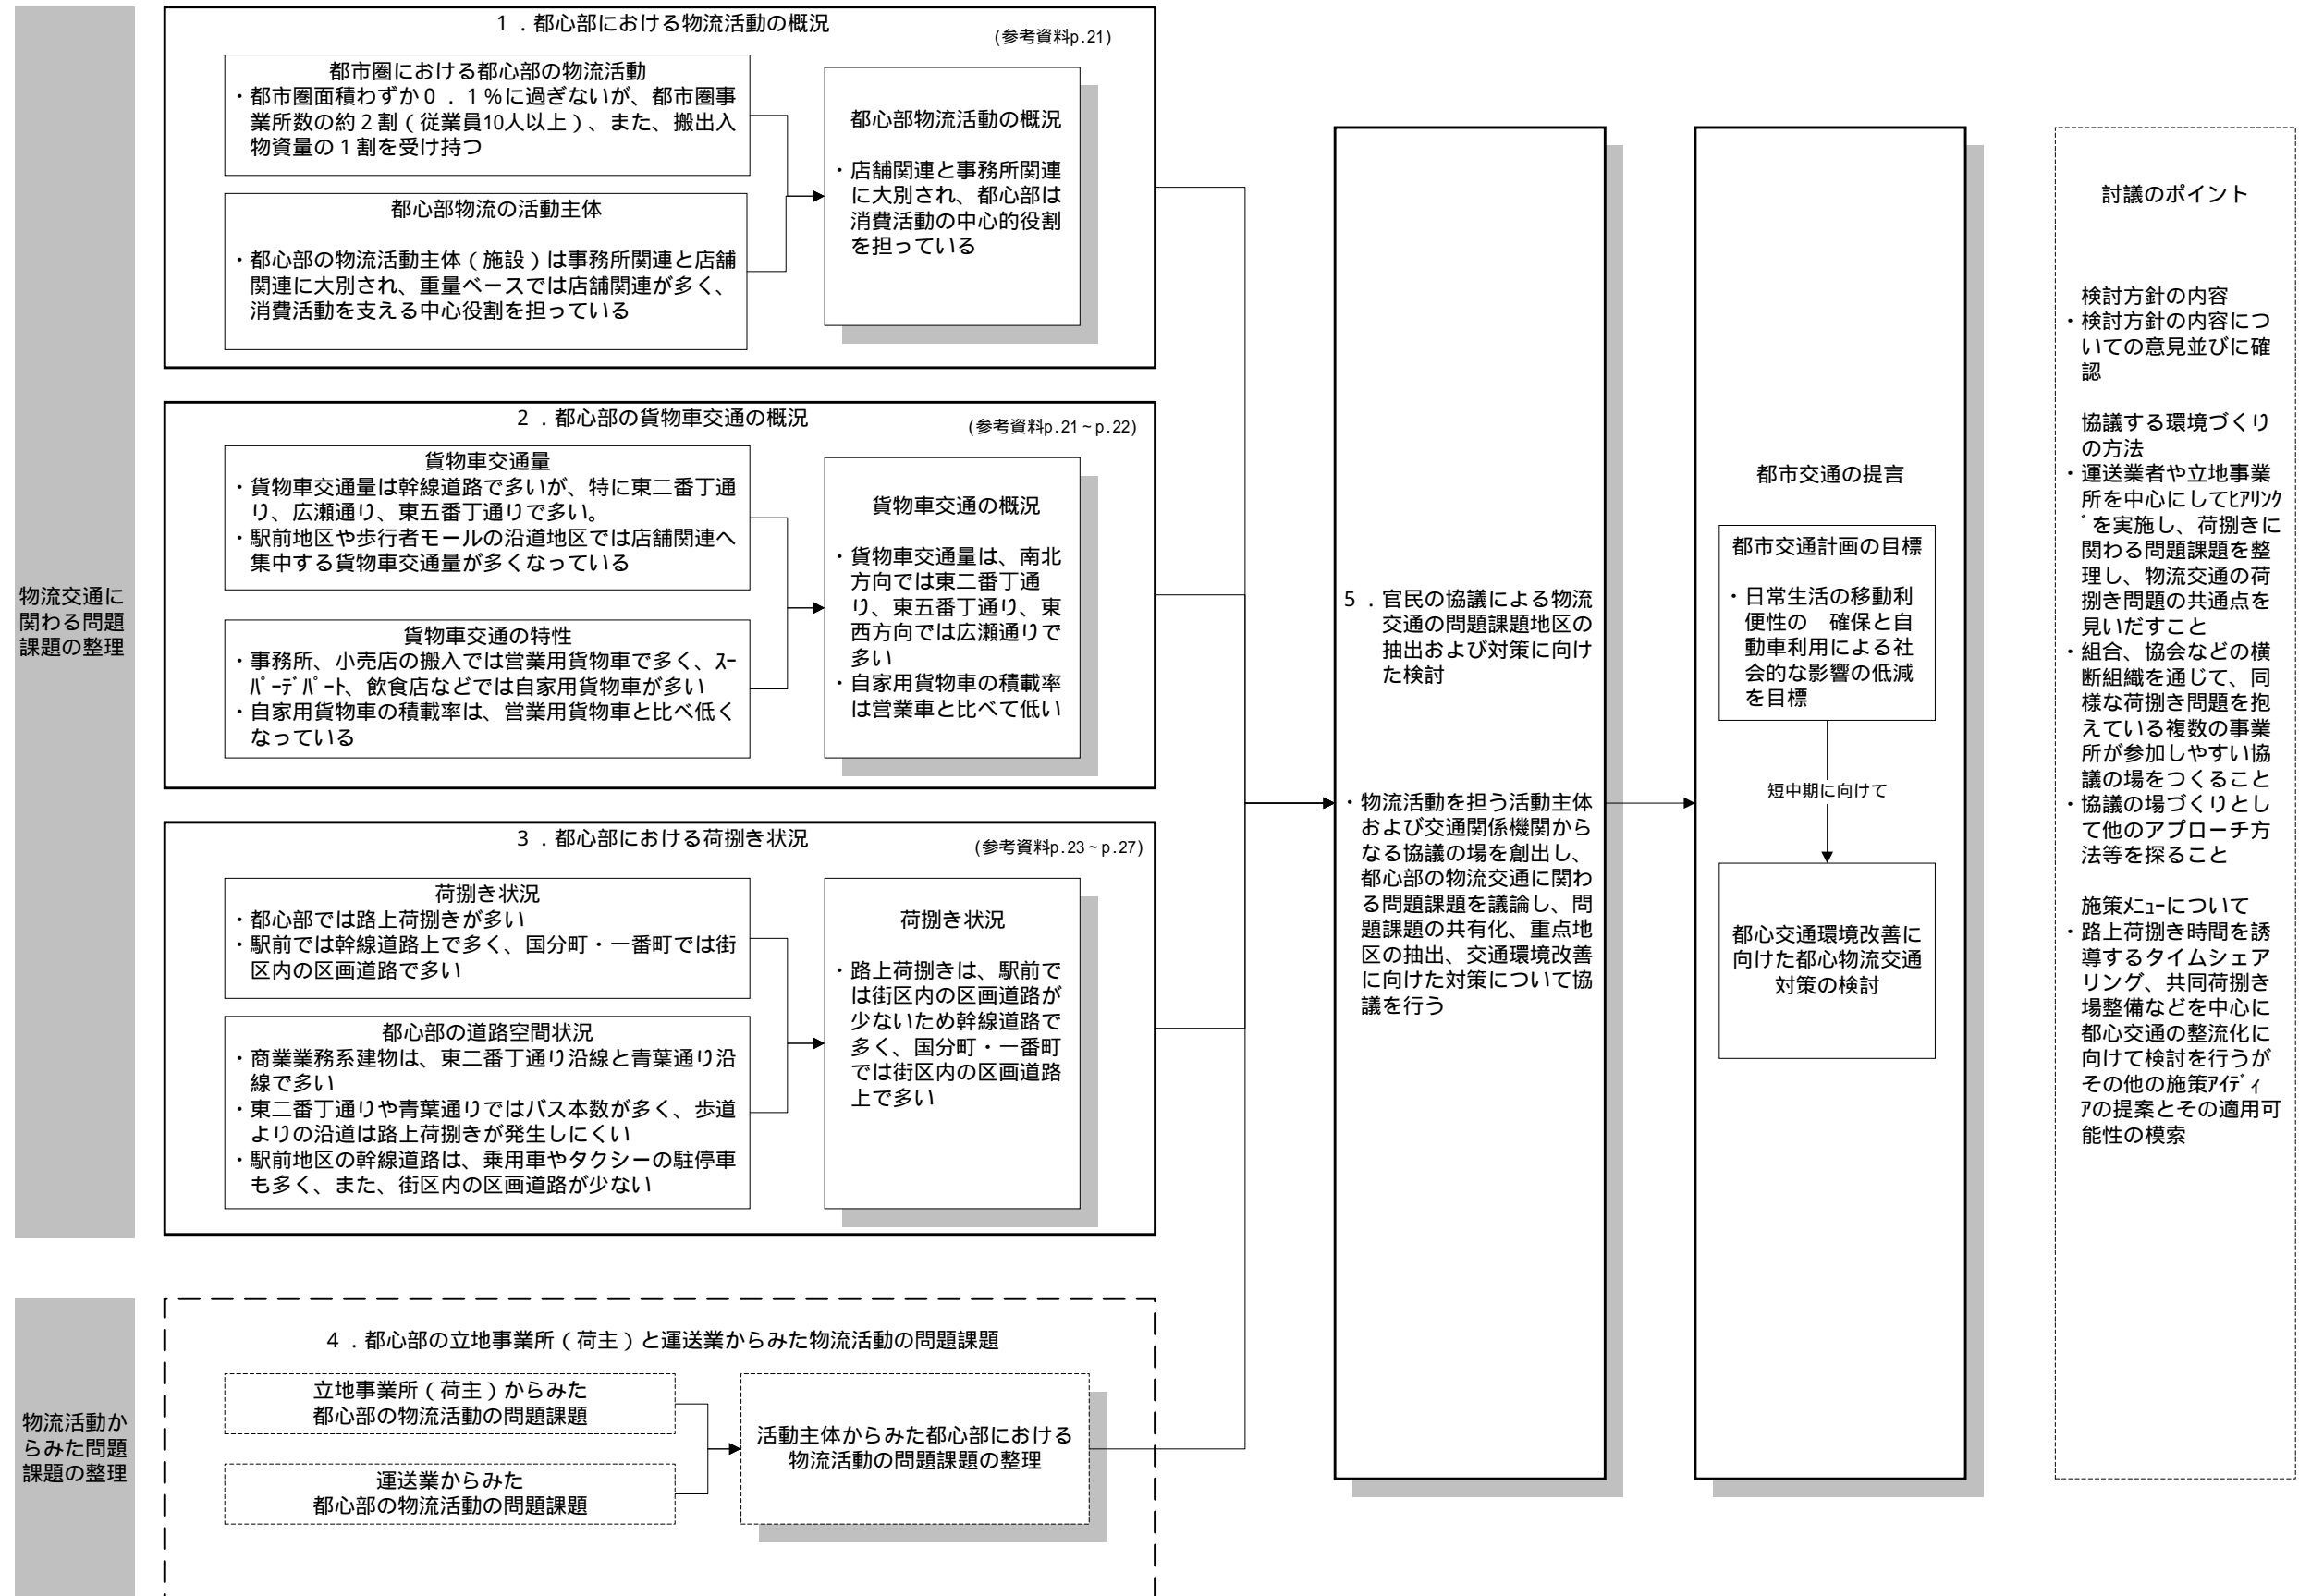 物流交通に
関わる問題
課題の整理
１．都心部における物流活動の概況
(参考資料p.21)
都市圏における都心部の物流活動
・都市圏面積わずか０．１％に過ぎないが、都市圏事
業所数の約２割（従業員10人以上）、また、搬出入
物資量の１割を受け持つ
都心部物流の活動主体
・都心部の物流活動主体（施設）は事務所関連と店舗
関連に大別され、重量ベースでは店舗関連が多く、
消費活動を支える中心役割を担っている
都心部物流活動の概況
・店舗関連と事務所関連
に大別され、都心部は
消費活動の中心的役割
を担っている
２．都心部の貨物車交通の概況
(参考資料p.21~p.22)
貨物車交通量
・貨物車交通量は幹線道路で多いが、特に東二番丁通
り、広瀬通り、東五番丁通りで多い。
・駅前地区や歩行者モールの沿道地区では店舗関連へ
集中する貨物車交通量が多くなっている
貨物車交通の特性
・事務所、小売店の搬入では営業用貨物車で多く、ｽｰ
ﾊﾟｰﾃﾞﾊﾟｰﾄ、飲食店などでは自家用貨物車が多い
・自家用貨物車の積載率は、営業用貨物車と比べ低く
なっている
貨物車交通の概況
・貨物車交通量は、南北
方向では東二番丁通
り、東五番丁通り、東
西方向では広瀬通りで
多い
・自家用貨物車の積載率
は営業車と比べて低い
３．都心部における荷捌き状況
(参考資料p.23~p.27)
荷捌き状況
・都心部では路上荷捌きが多い
・駅前では幹線道路上で多く、国分町・一番町では街
区内の区画道路で多い
都心部の道路空間状況
・商業業務系建物は、東二番丁通り沿線と青葉通り沿
線で多い
・東二番丁通りや青葉通りではバス本数が多く、歩道
よりの沿道は路上荷捌きが発生しにくい
・駅前地区の幹線道路は、乗用車やタクシーの駐停車
も多く、また、街区内の区画道路が少ない
荷捌き状況
・路上荷捌きは、駅前で
は街区内の区画道路が
少ないため幹線道路で
多く、国分町・一番町
では街区内の区画道路
上で多い
物流活動か
らみた問題
課題の整理
４．都心部の立地事業所（荷主）と運送業からみた物流活動の問題課題
立地事業所（荷主）からみた
都心部の物流活動の問題課題
運送業からみた
都心部の物流活動の問題課題
活動主体からみた都心部における
物流活動の問題課題の整理
５．官民の協議による物流
交通の問題課題地区の
抽出および対策に向け
た検討
・物流活動を担う活動主体
および交通関係機関から
なる協議の場を創出し、
都心部の物流交通に関わ
る問題課題を議論し、問
題課題の共有化、重点地
区の抽出、交通環境改善
に向けた対策について協
議を行う
都市交通の提言
都市交通計画の目標
・日常生活の移動利
便性の　確保と自
動車利用による社
会的な影響の低減
を目標
短中期に向けて
都心交通環境改善に
向けた都心物流交通
対策の検討
討議のポイント
検討方針の内容
・検討方針の内容につ
いての意見並びに確
認
協議する環境づくり
の方法
・運送業者や立地事業
所を中心にしてﾋｱﾘﾝｸ
ﾞを実施し、荷捌きに
関わる問題課題を整
理し、物流交通の荷
捌き問題の共通点を
見いだすこと
・組合、協会などの横
断組織を通じて、同
様な荷捌き問題を抱
えている複数の事業
所が参加しやすい協
議の場をつくること
・協議の場づくりとし
て他のアプローチ方
法等を探ること
施策ﾒﾆｭｰについて
・路上荷捌き時間を誘
導するタイムシェア
リング、共同荷捌き
場整備などを中心に
都心交通の整流化に
向けて検討を行うが
その他の施策ｱｲﾃﾞｨ
ｱの提案とその適用可
能性の模索